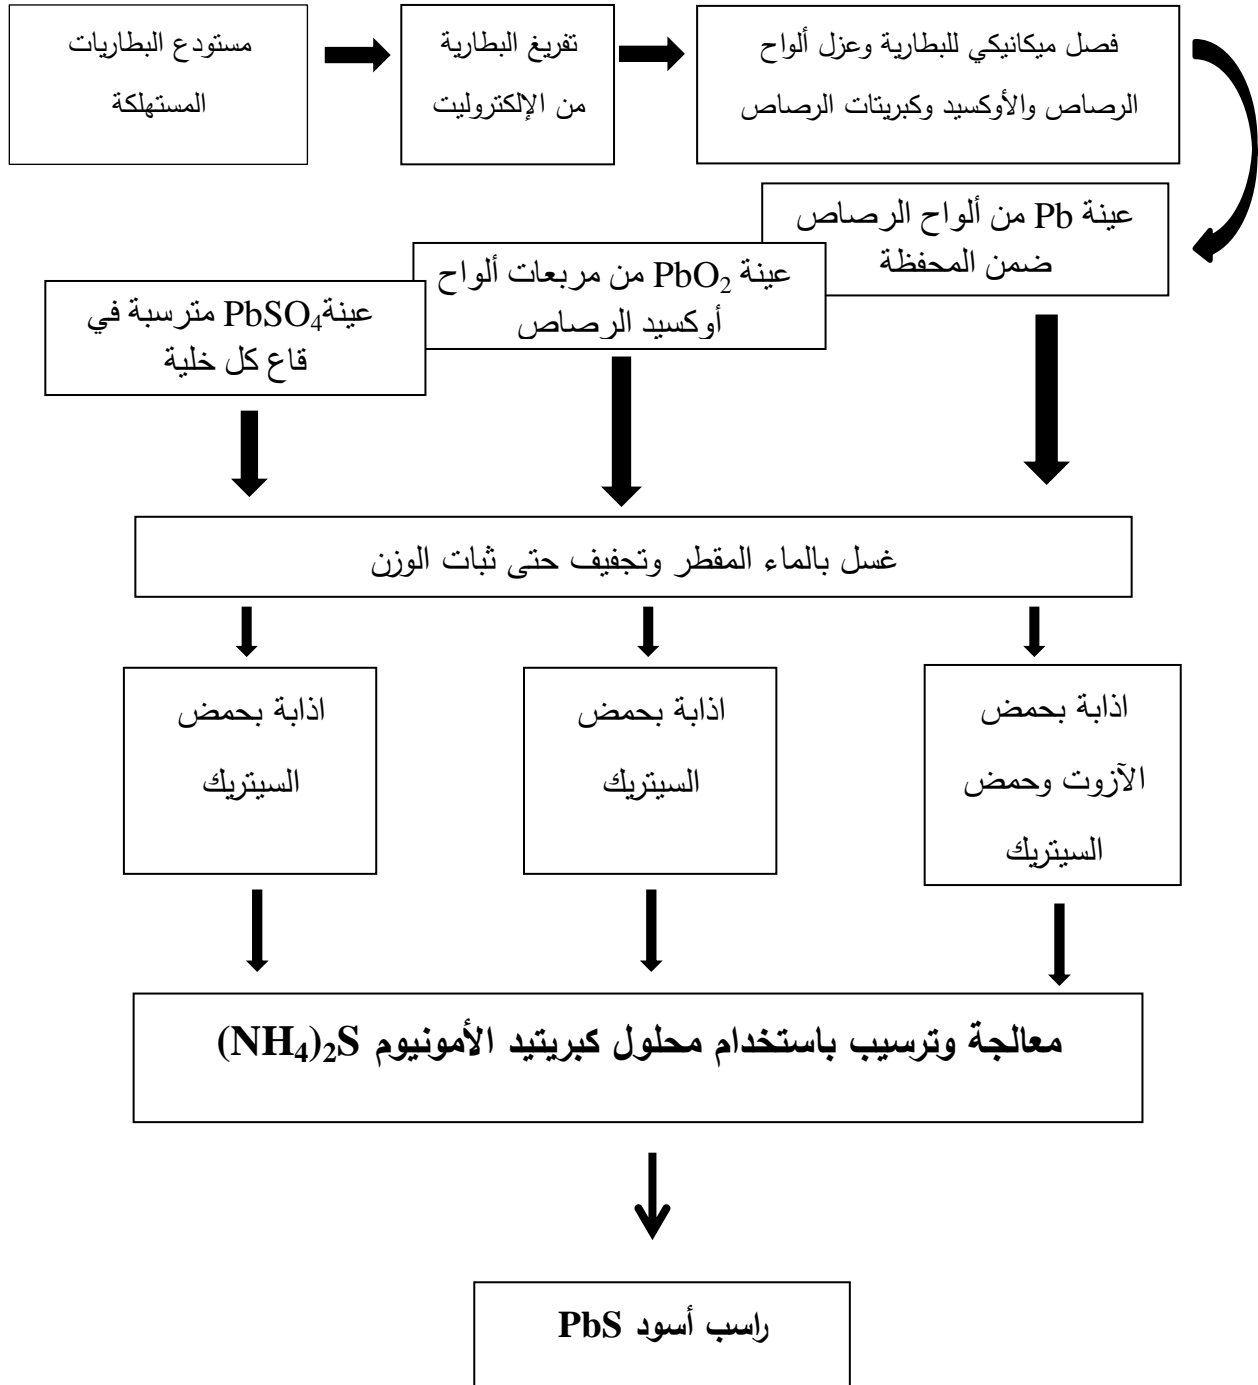 مستودع البطاريات
المستهلكة
تفريغ البطارية
من الإلكتروليت
فصل ميكانيكي للبطارية وعزل ألواح
الرصاص والأوكسيد وكبريتات الرصاص
عينة Pb من ألواح الرصاص
ضمن المحفظة
عينة PbO₂ من مربعات ألواح
أوكسيد الرصاص
عينةPbSO₄ مترسبة في
قاع كل خلية
غسل بالماء المقطر وتجفيف حتى ثبات الوزن
اذابة بحمض
الآزوت وحمض
السيتريك
اذابة بحمض
السيتريك
اذابة بحمض
السيتريك
معالجة وترسيب باستخدام محلول كبريتيد الأمونيوم (NH₄)₂S
راسب أسود PbS